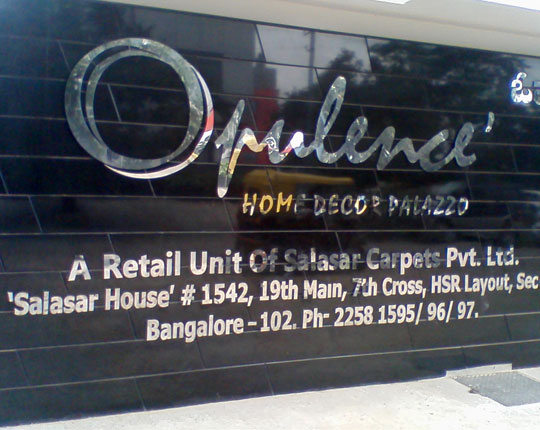 Opulence'
HOME DECOR PALAZZO
A Retail Unit Of Salasar Carpets Pvt. Ltd.
'Salasar House' # 1542, 19th Main, 7th Cross, HSR Layout, Sec
Bangalore - 102. Ph- 2258 1595/ 96/ 97.